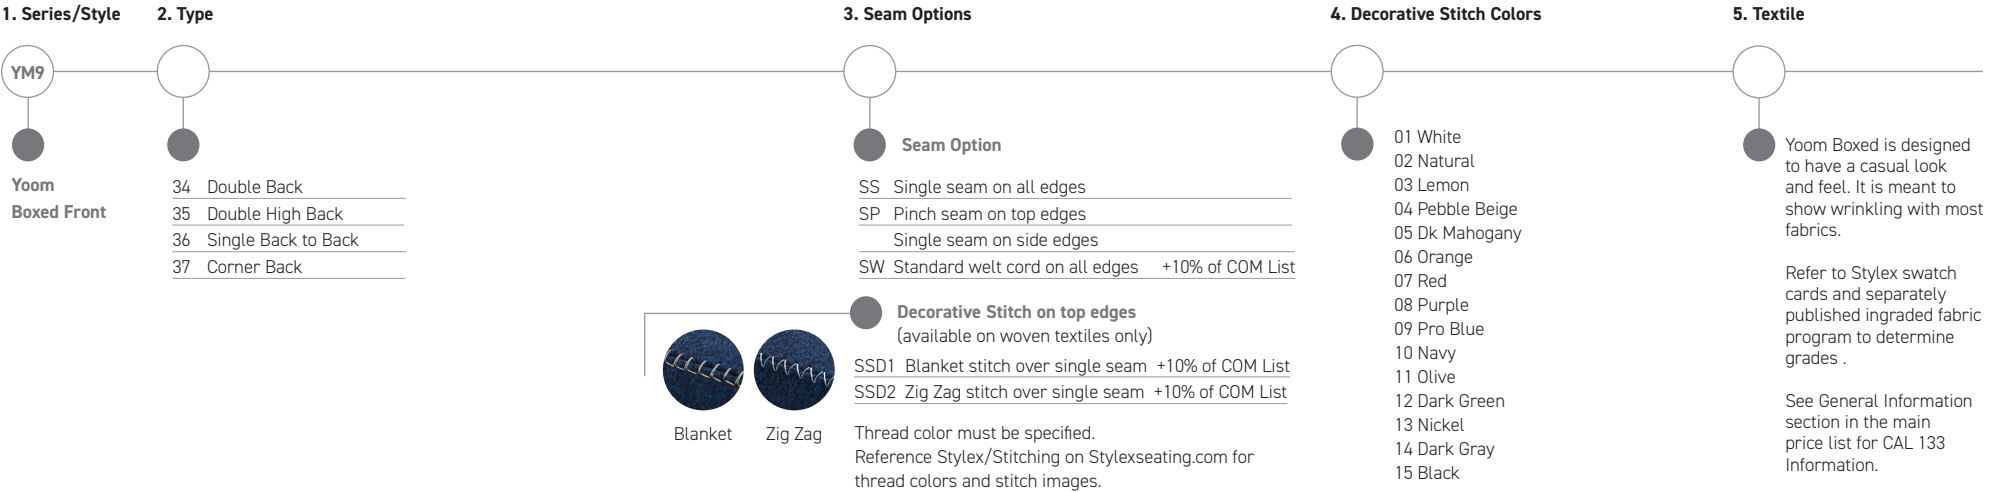 1. Series/Style
2. Type
3. Seam Options
4. Decorative Stitch Colors
5. Textile
YM9
Yoom
Boxed Front
34 Double Back
35 Double High Back
36 Single Back to Back
37 Corner Back
Seam Option
SS Single seam on all edges
SP Pinch seam on top edges
Single seam on side edges
SW Standard welt cord on all edges +10% of COM List
Decorative Stitch on top edges
(available on woven textiles only)
SSD1 Blanket stitch over single seam +10% of COM List
SSD2 Zig Zag stitch over single seam +10% of COM List
Blanket
Zig Zag
Thread color must be specified.
Reference Stylex/Stitching on Stylexseating.com for
thread colors and stitch images.
01 White
02 Natural
03 Lemon
04 Pebble Beige
05 Dk Mahogany
06 Orange
07 Red
08 Purple
09 Pro Blue
10 Navy
11 Olive
12 Dark Green
13 Nickel
14 Dark Gray
15 Black
Yoom Boxed is designed
to have a casual look
and feel. It is meant to
show wrinkling with most
fabrics.
Refer to Stylex swatch
cards and separately
published ingraded fabric
program to determine
grades .
See General Information
section in the main
price list for CAL 133
Information.